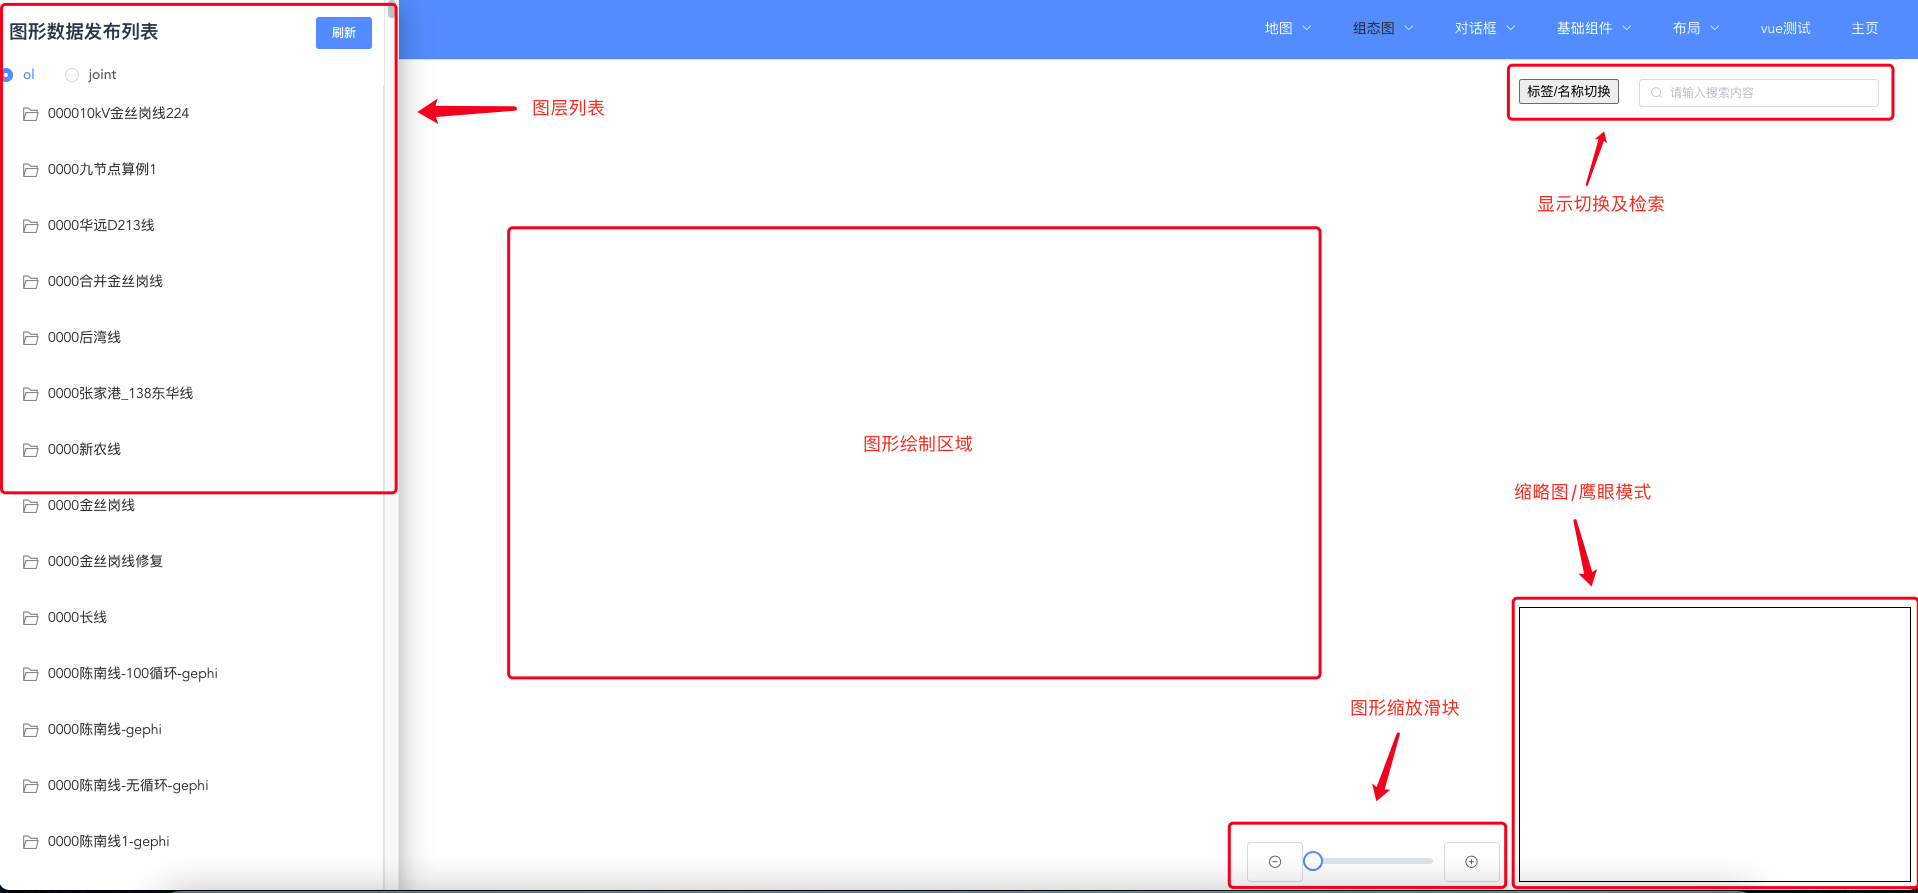 图形数据发布列表
刷新
地图
组态图
对话框
基础组件
布局
vue测试
主页
ol
joint
标签/名称切换
请输入搜索内容
000010kV金丝岗线224
图层列表
0000九节点算例1
显示切换及检索
0000华远D213线
0000合并金丝岗线
0000后湾线
0000张家港_138东华线
0000新农线
图形绘制区域
缩略图/鹰眼模式
0000金丝岗线
0000金丝岗线修复
0000长线
0000陈南线-100循环-gephi
图形缩放滑块
0000陈南线-gephi
0000陈南线-无循环-gephi
0000陈南线1-gephi